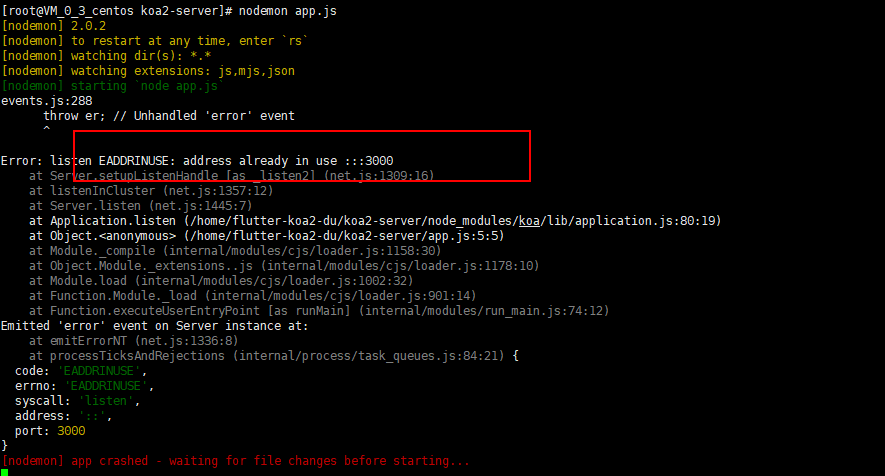 [root@VM_0_3_centos koa2-server]# nodemon app.js
[nodemon] 2.0.2
[nodemon] to restart at any time, enter `rs`
[nodemon] watching dir(s): *.*
[nodemon] watching extensions: js,mjs,json
[nodemon] starting `node app.js`
events.js:288
      throw er; // Unhandled 'error' event
      ^
Error: listen EADDRINUSE: address already in use :::3000
    at Server.setupListenHandle [as _listen2] (net.js:1309:16)
    at listenInCluster (net.js:1357:12)
    at Server.listen (net.js:1445:7)
    at Application.listen (/home/flutter-koa2-du/koa2-server/node_modules/koa/lib/application.js:80:19)
    at Object.<anonymous> (/home/flutter-koa2-du/koa2-server/app.js:5:5)
    at Module._compile (internal/modules/cjs/loader.js:1158:30)
    at Object.Module._extensions..js (internal/modules/cjs/loader.js:1178:10)
    at Module.load (internal/modules/cjs/loader.js:1002:32)
    at Function.Module._load (internal/modules/cjs/loader.js:901:14)
    at Function.executeUserEntryPoint [as runMain] (internal/modules/run_main.js:74:12)
Emitted 'error' event on Server instance at:
    at emitErrorNT (net.js:1336:8)
    at processTicksAndRejections (internal/process/task_queues.js:84:21) {
  code: 'EADDRINUSE',
  errno: 'EADDRINUSE',
  syscall: 'listen',
  address: '::',
  port: 3000
}
[nodemon] app crashed - waiting for file changes before starting...